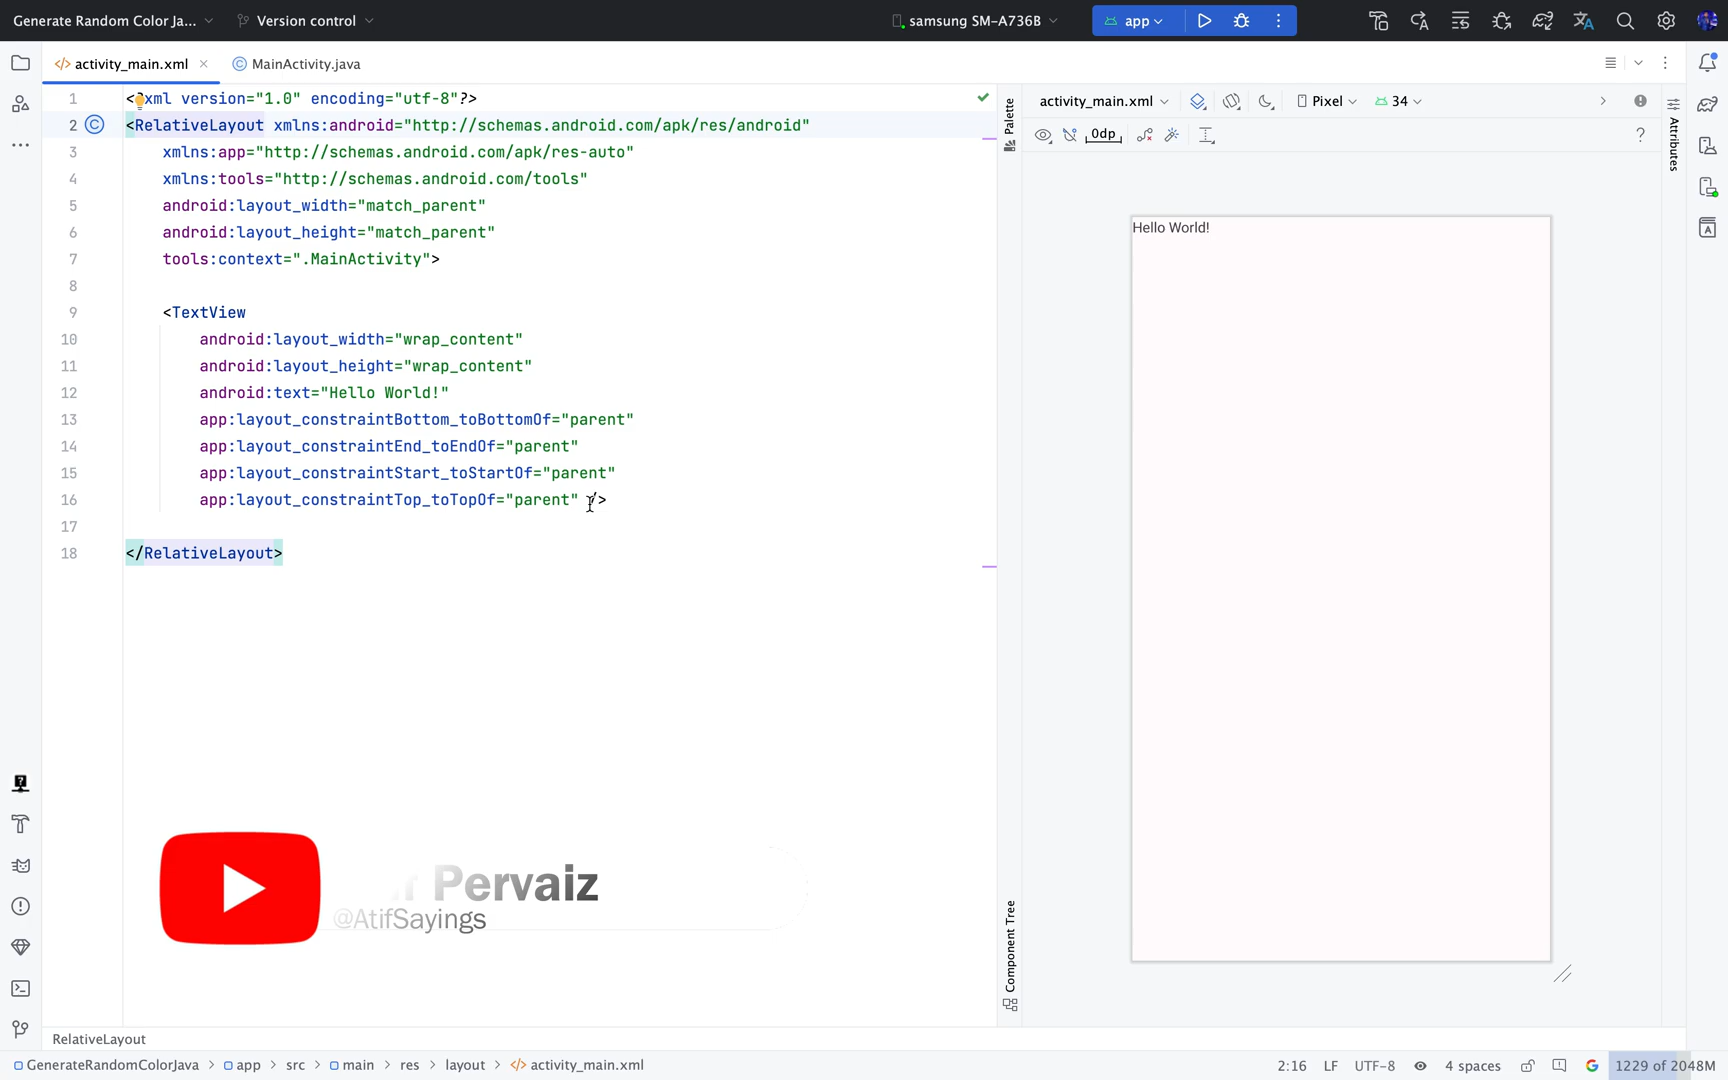 Generate Random Color Ja...
Version control
samsung SM-A736B
app
activity_main.xml
MainActivity.java
1 <?xml version="1.0" encoding="utf-8"?>
2 <RelativeLayout xmlns:android="http://schemas.android.com/apk/res/android"
3 xmlns:app="http://schemas.android.com/apk/res-auto"
4 xmlns:tools="http://schemas.android.com/tools"
5 android:layout_width="match_parent"
6 android:layout_height="match_parent"
7 tools:context=".MainActivity">
8
9 <TextView
10 android:layout_width="wrap_content"
11 android:layout_height="wrap_content"
12 android:text="Hello World!"
13 app:layout_constraintBottom_toBottomOf="parent"
14 app:layout_constraintEnd_toEndOf="parent"
15 app:layout_constraintStart_toStartOf="parent"
16 app:layout_constraintTop_toTopOf="parent" />
17
18 </RelativeLayout>
Palette
activity_main.xml
Pixel
34
0dp
?
Attributes
Hello World!
Component Tree
Pervaiz
@AtifSayings
RelativeLayout
GenerateRandomColorJava > app > src > main > res > layout > activity_main.xml
2:16 LF UTF-8 4 spaces 1229 of 2048M